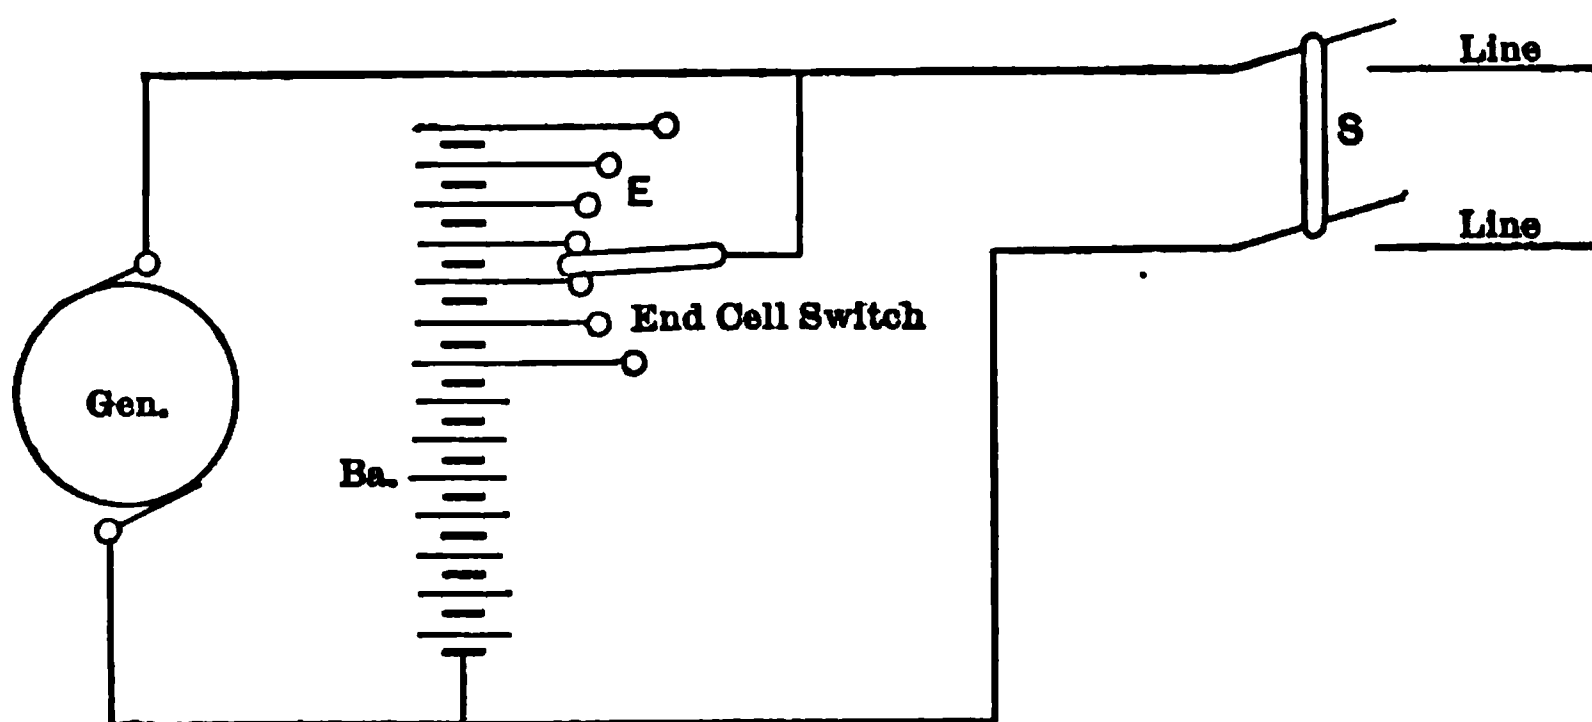 Line
S
E
Line
End Cell Switch
Gen.
Ba.